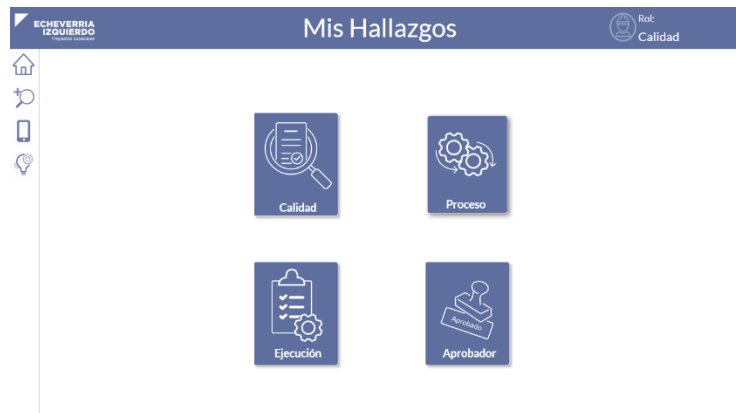 ECHEVERRIA
IZQUIERDO
Mis Hallazgos
Rol:
Calidad
Calidad
Proceso
Aprobado
Ejecución
Aprobador